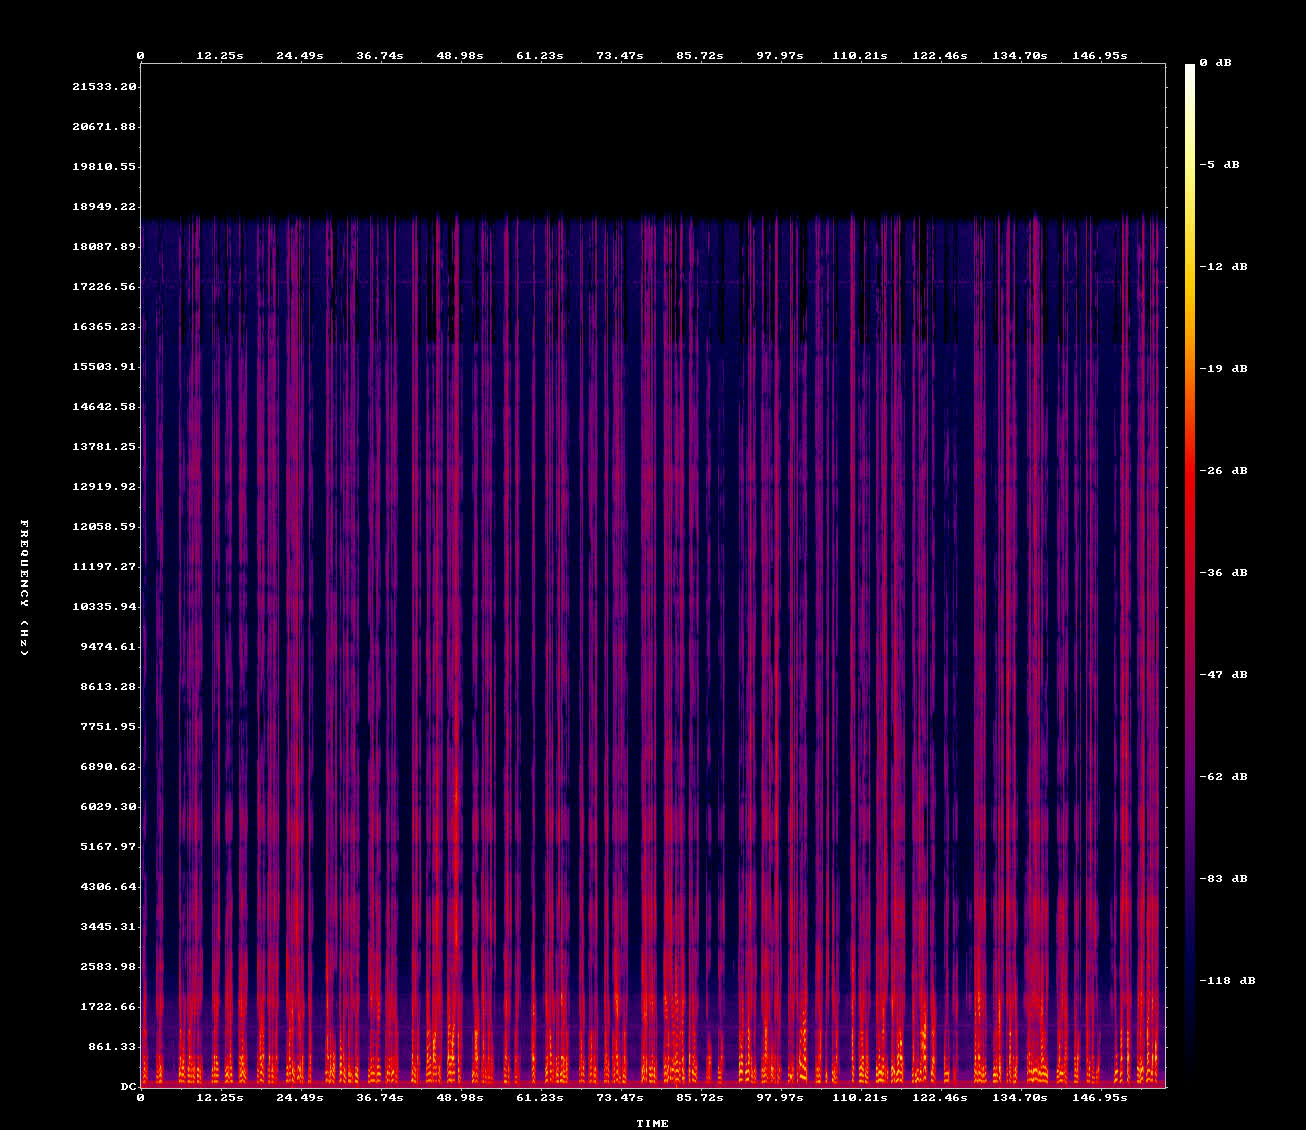 0 12.25s 24.49s 36.74s 48.98s 61.23s 73.47s 85.72s 97.97s 110.21s 122.46s 134.70s 146.95s
0 dB
21533.20
20671.88
-5 dB
19810.55
18949.22
18087.89
-12 dB
17226.56
16365.23
15503.91
-19 dB
14642.58
13781.25
-26 dB
12919.92
12058.59
FREQUENCY (Hz)
11197.27
-36 dB
10335.94
9474.61
-47 dB
8613.28
7751.95
6890.62
-62 dB
6029.30
5167.97
-83 dB
4306.64
3445.31
2583.98
-118 dB
1722.66
861.33
DC
0 12.25s 24.49s 36.74s 48.98s 61.23s 73.47s 85.72s 97.97s 110.21s 122.46s 134.70s 146.95s
TIME